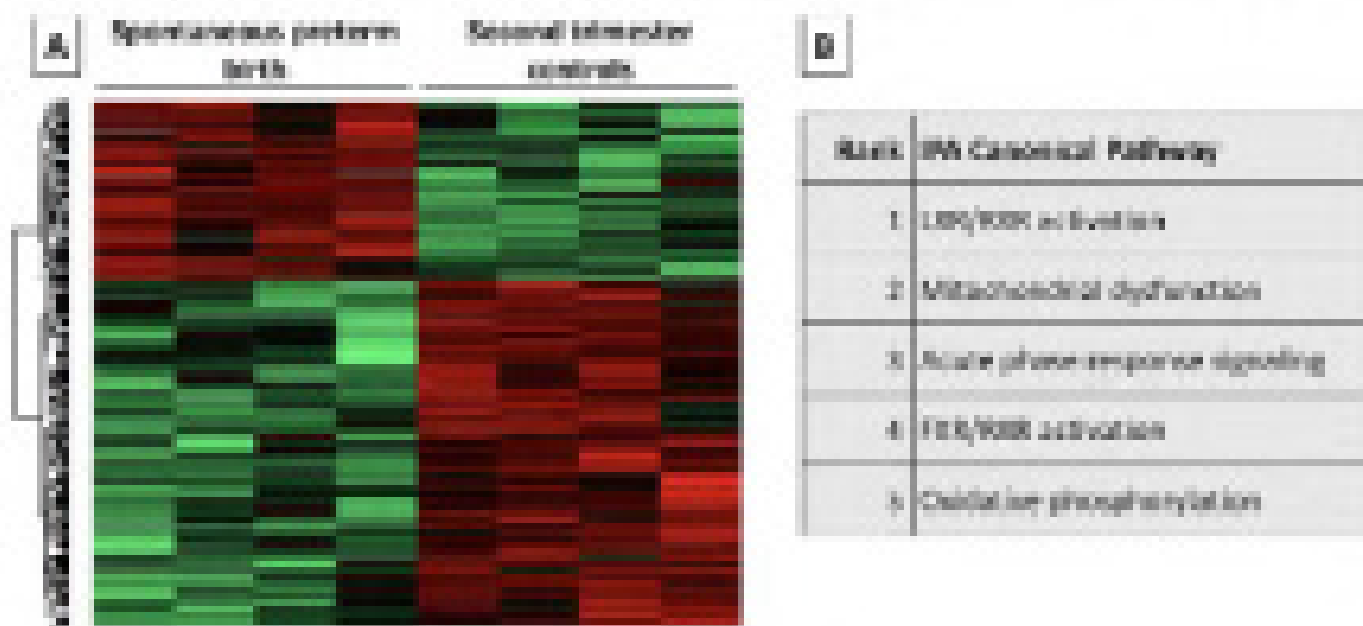 A
Spontaneous preterm
birth
Second trimester
controls
B
Rank IPA Canonical Pathway
1 LXR/RXR activation
2 Mitochondrial dysfunction
3 Acute phase response signaling
4 FXR/RXR activation
5 Oxidative phosphorylation